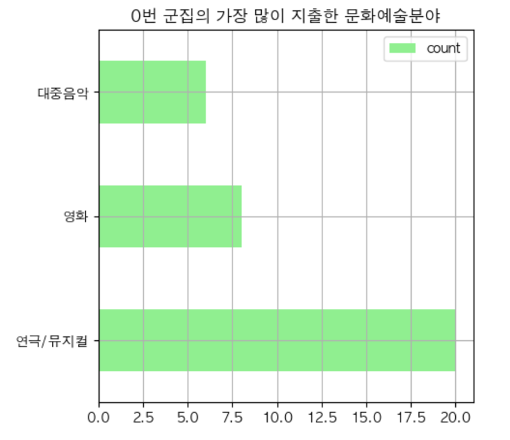 0번 군집의 가장 많이 지출한 문화예술분야
count
대중음악
영화
연극/뮤지컬
0.0 2.5 5.0 7.5 10.0 12.5 15.0 17.5 20.0